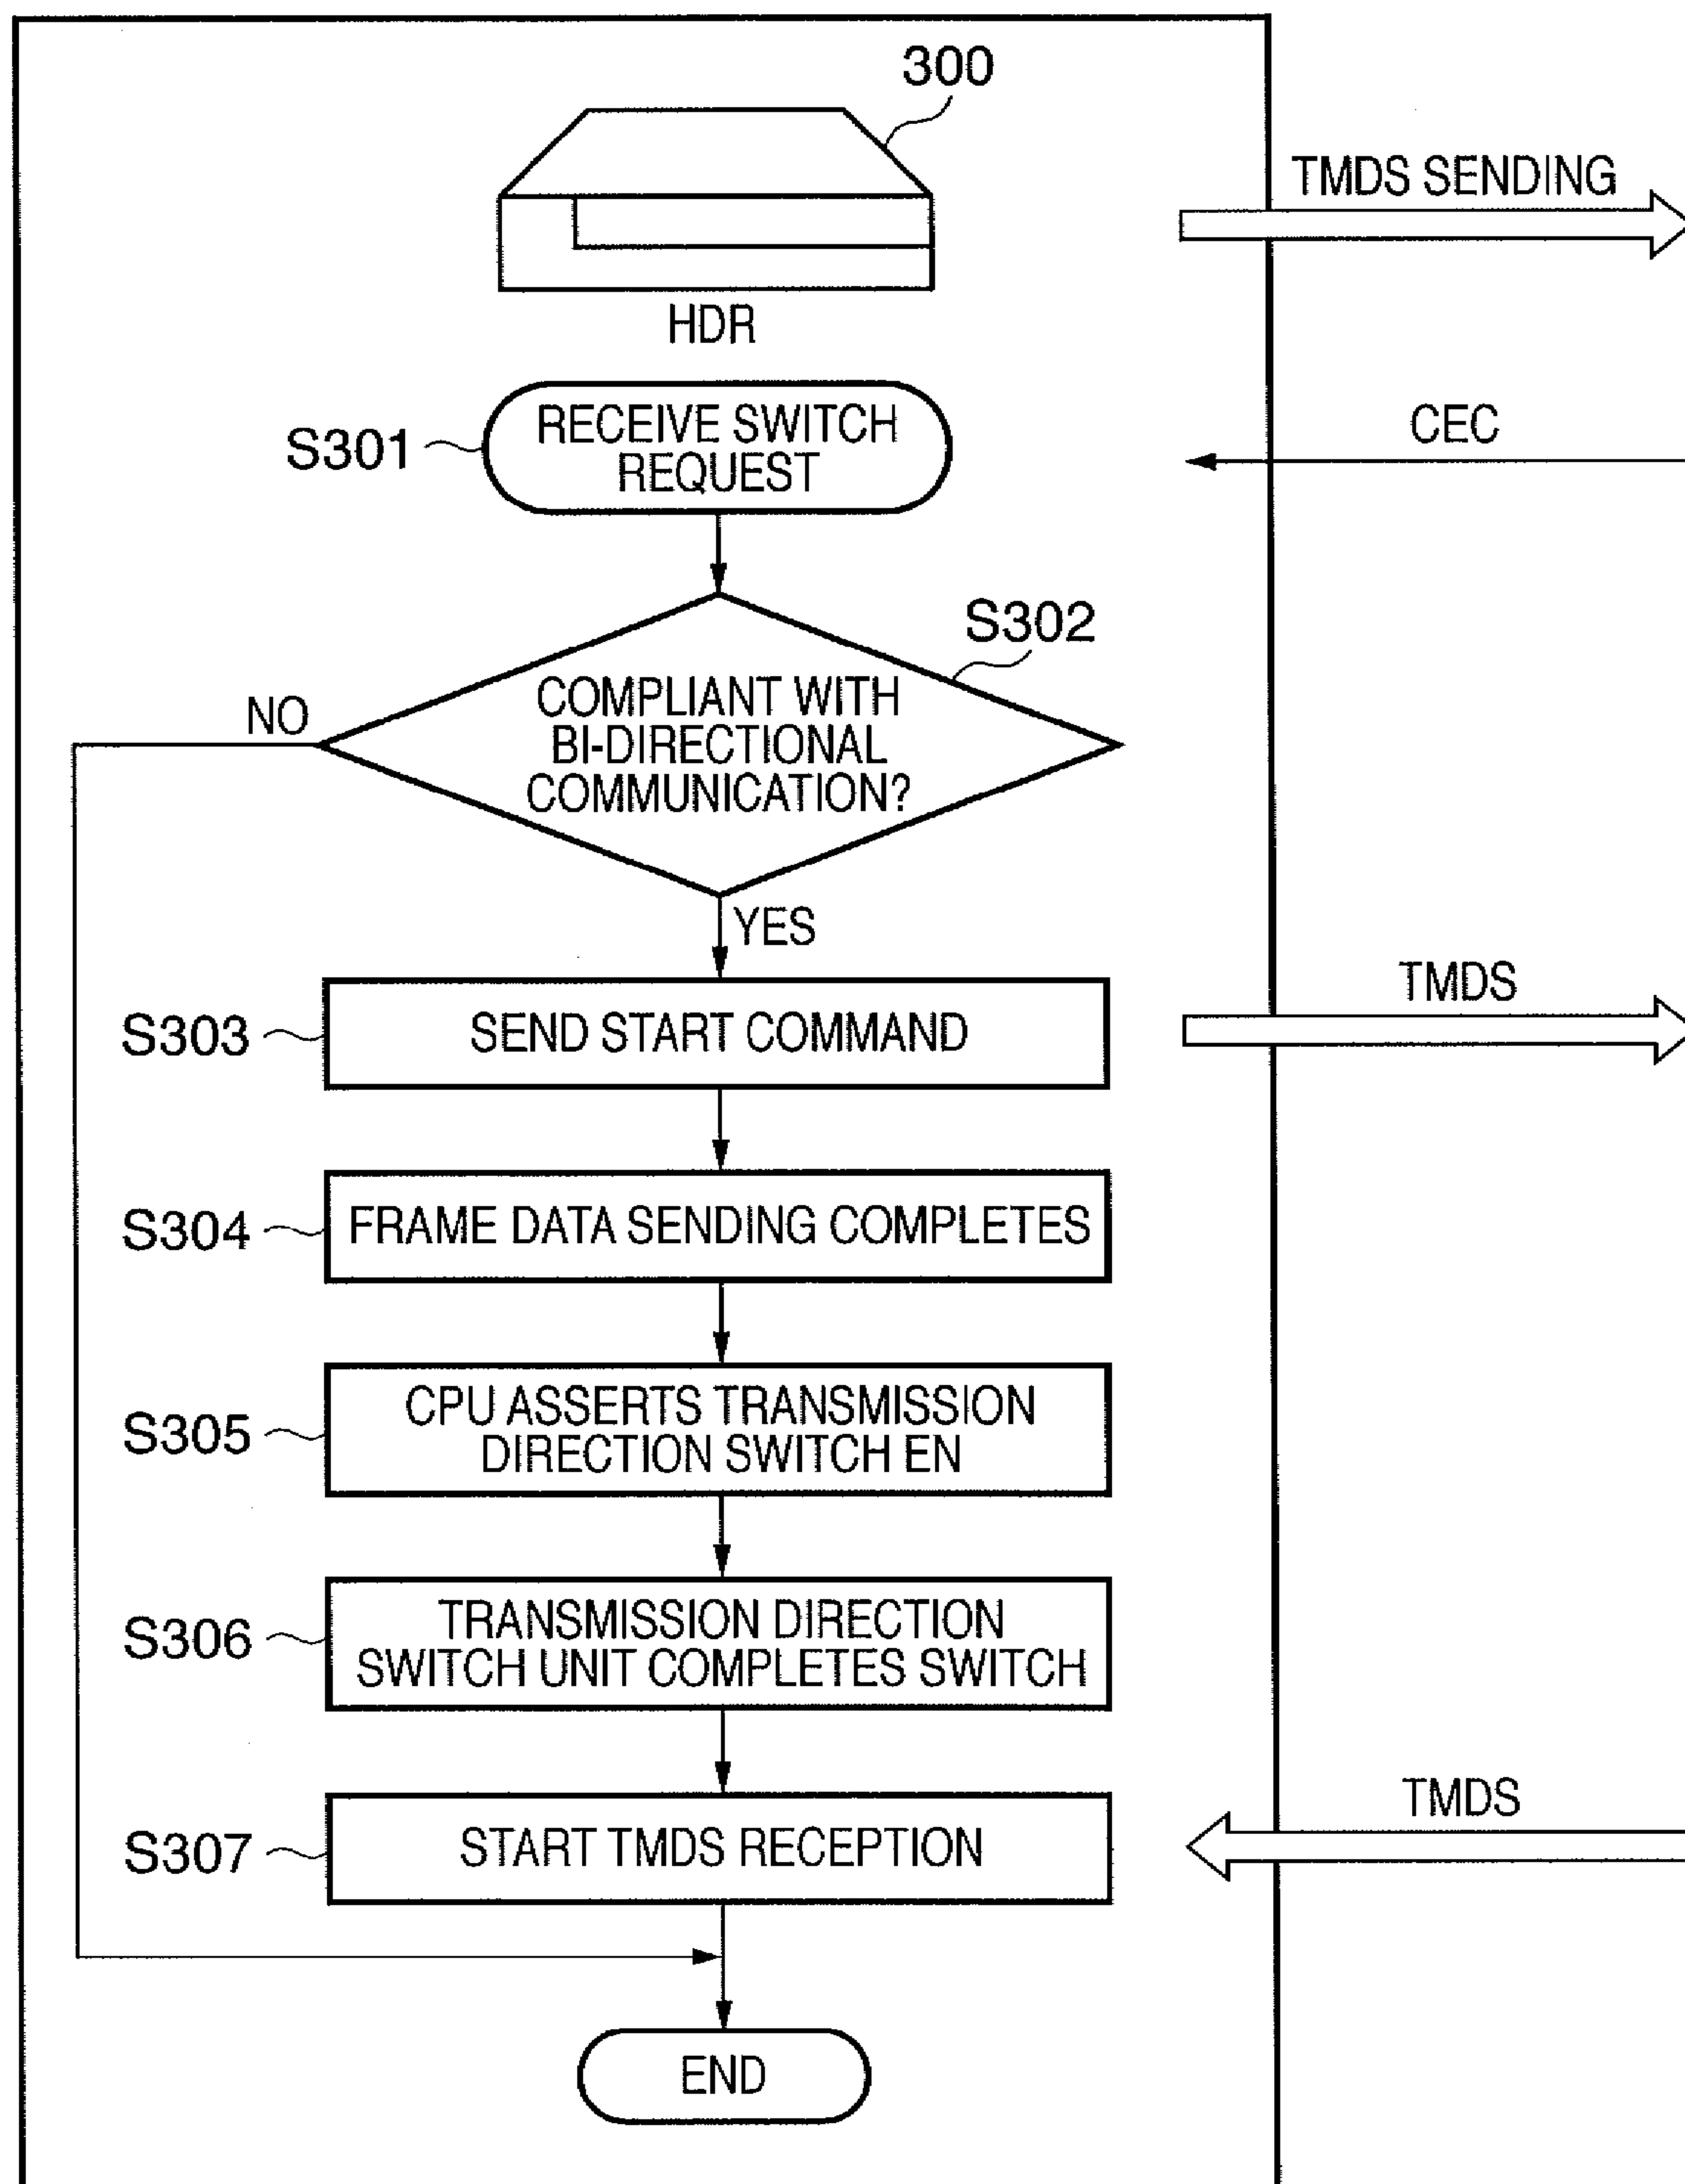 300
TMDS SENDING
HDR
S301
RECEIVE SWITCH
REQUEST
CEC
S302
COMPLIANT WITH
BI-DIRECTIONAL
COMMUNICATION?
NO
YES
S303
SEND START COMMAND
TMDS
S304
FRAME DATA SENDING COMPLETES
S305
CPU ASSERTS TRANSMISSION
DIRECTION SWITCH EN
S306
TRANSMISSION DIRECTION
SWITCH UNIT COMPLETES SWITCH
S307
START TMDS RECEPTION
TMDS
END